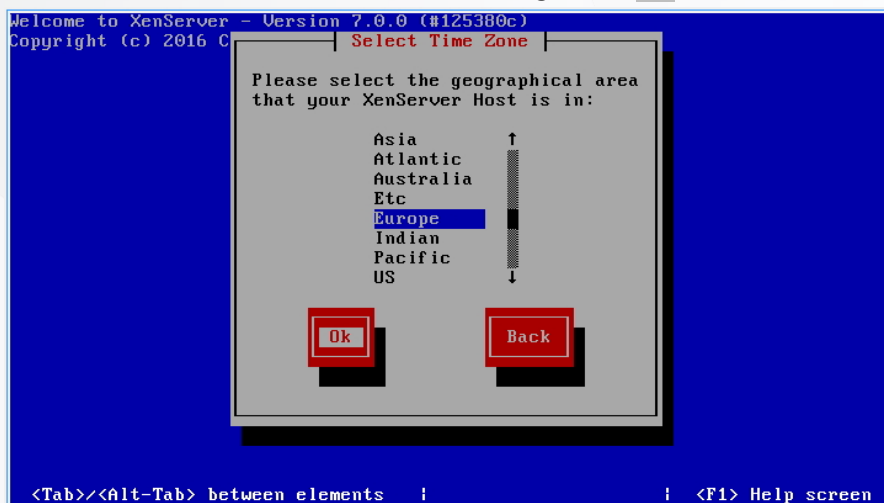 Welcome to XenServer - Version 7.0.0 (#125380c)
Copyright (c) 2016 C
Select Time Zone
Please select the geographical area
that your XenServer Host is in:
Asia
Atlantic
Australia
Etc
Europe
Indian
Pacific
US
Ok
Back
<Tab>/<Alt-Tab> between elements | | <F1> Help screen